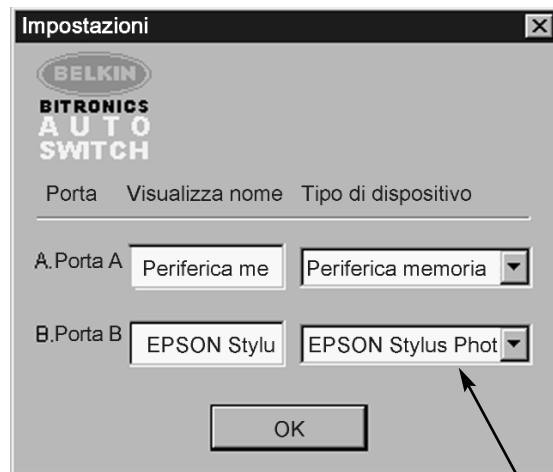 Impostazioni
BELKIN
BITRONICS
AUTO
SWITCH
Porta Visualizza nome Tipo di dispositivo
A.Porta A Periferica me Periferica memoria
B.Porta B EPSON Stylu EPSON Stylus Phot
OK